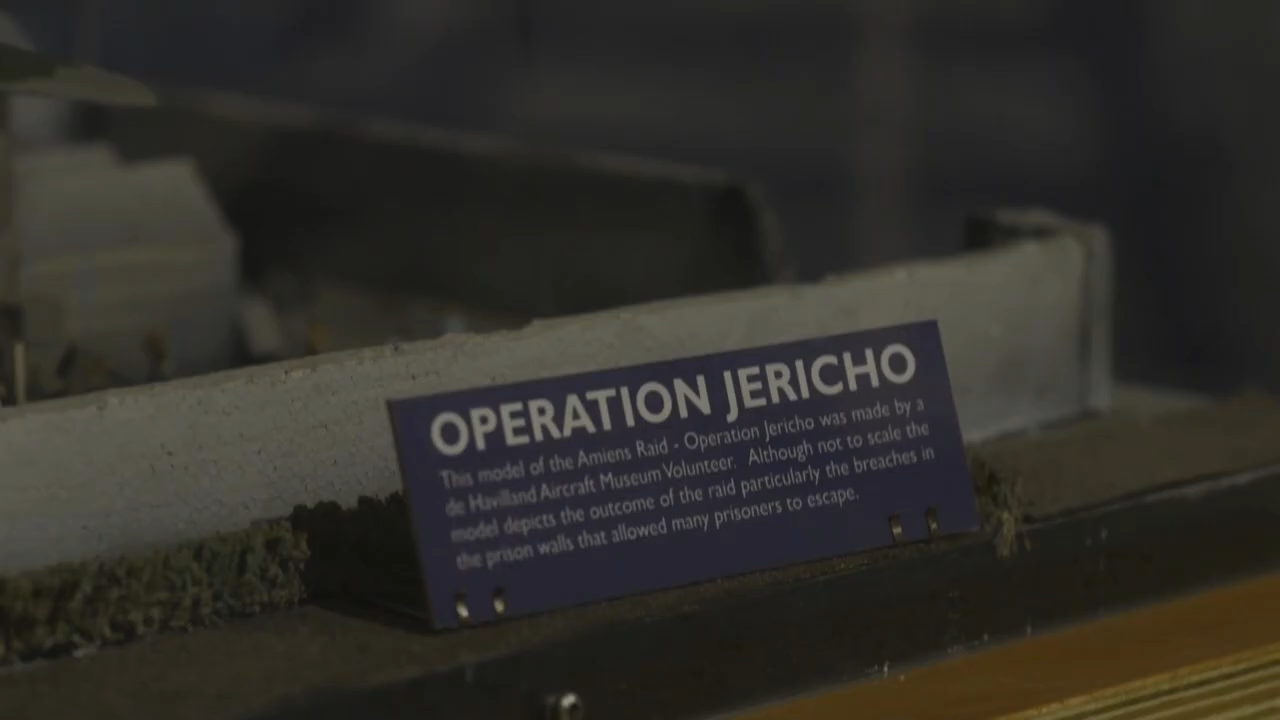 OPERATION JERICHO
This model of the Amiens Raid - Operation Jericho was made by a
de Havilland Aircraft Museum Volunteer. Although not to scale the
model depicts the outcome of the raid particularly the breaches in
the prison walls that allowed many prisoners to escape.